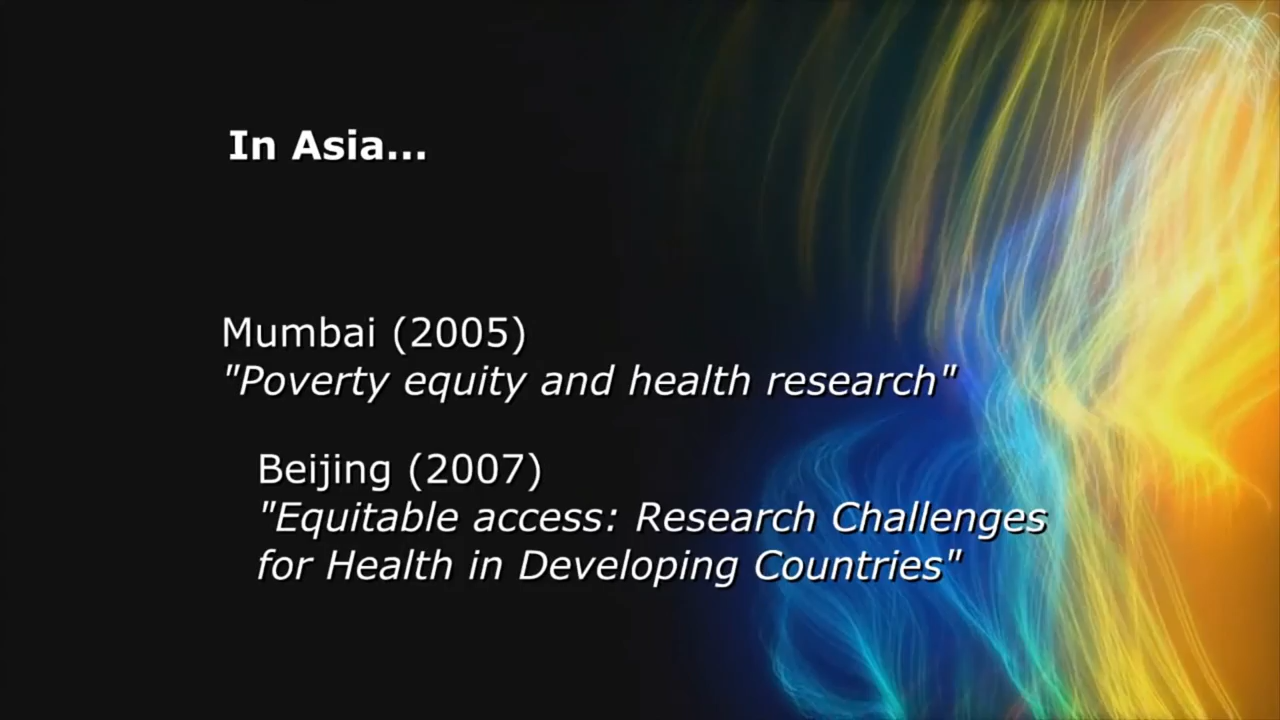 In Asia...
Mumbai (2005)
"Poverty equity and health research"
Beijing (2007)
"Equitable access: Research Challenges
for Health in Developing Countries"